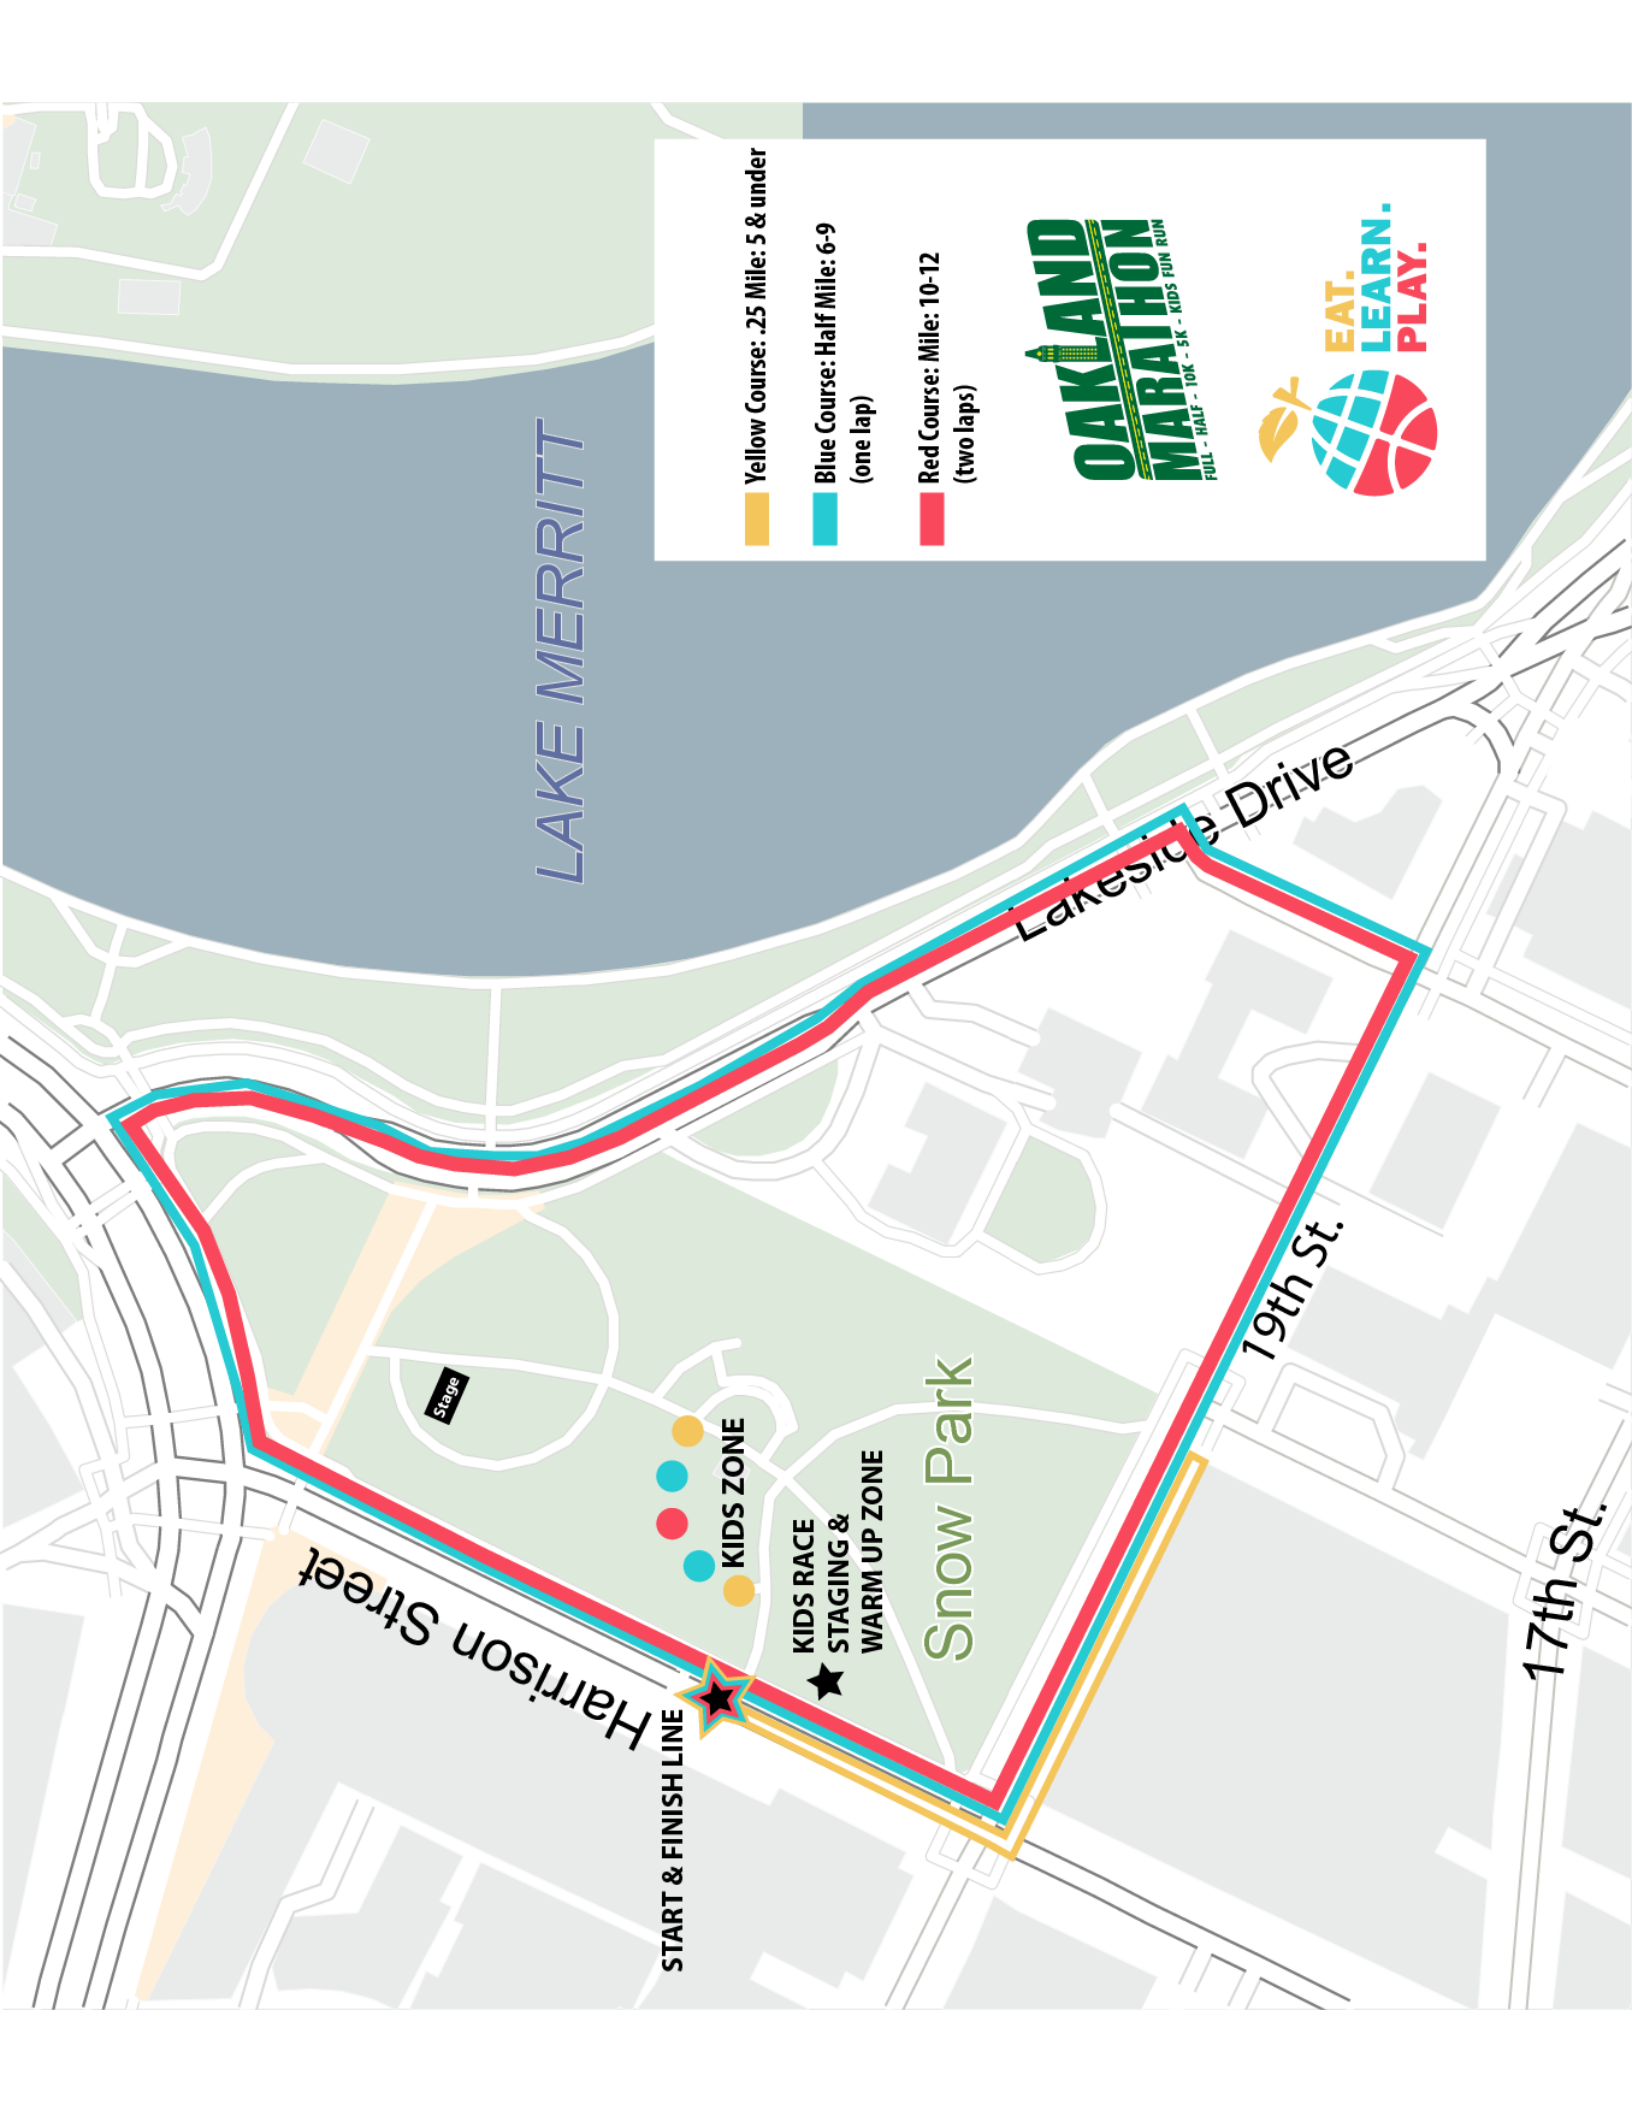 LAKE MERRITT
Yellow Course: .25 Mile: 5 & under
Blue Course: Half Mile: 6-9
(one lap)
Red Course: Mile: 10-12
(two laps)
OAKLAND
MARATHON
FULL - HALF - 10K - 5K - KIDS FUN RUN
EAT.
LEARN.
PLAY.
Lakeside Drive
Stage
KIDS ZONE
KIDS RACE
STAGING &
WARM UP ZONE
Snow Park
19th St.
17th St.
Harrison Street
START & FINISH LINE